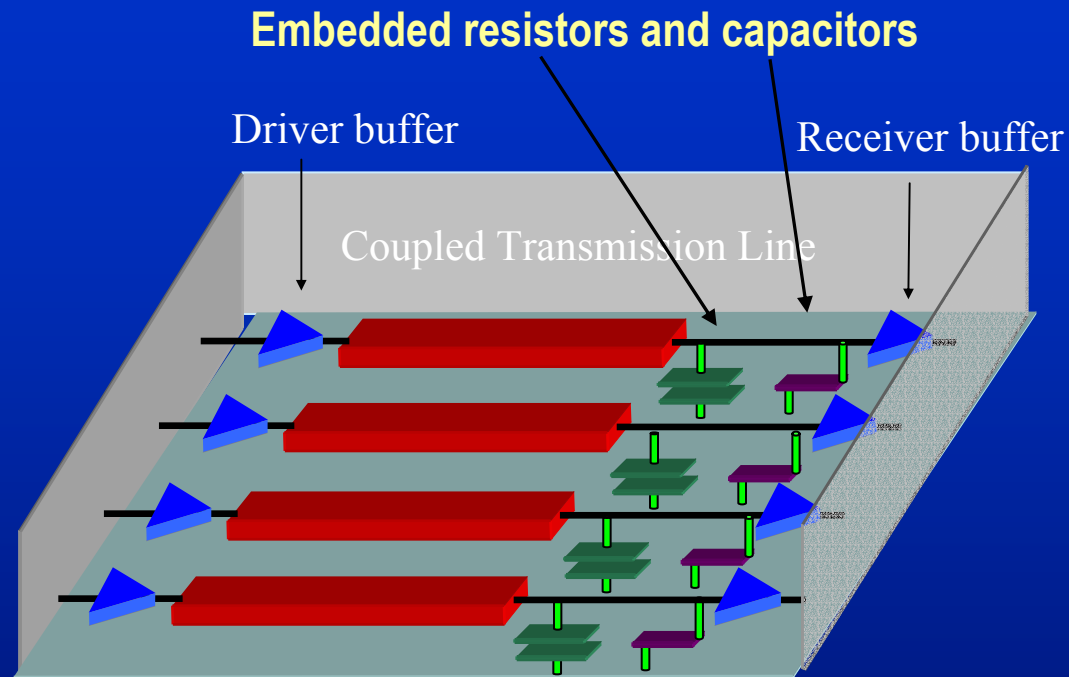 Embedded resistors and capacitors
Driver buffer
Receiver buffer
Coupled Transmission Line